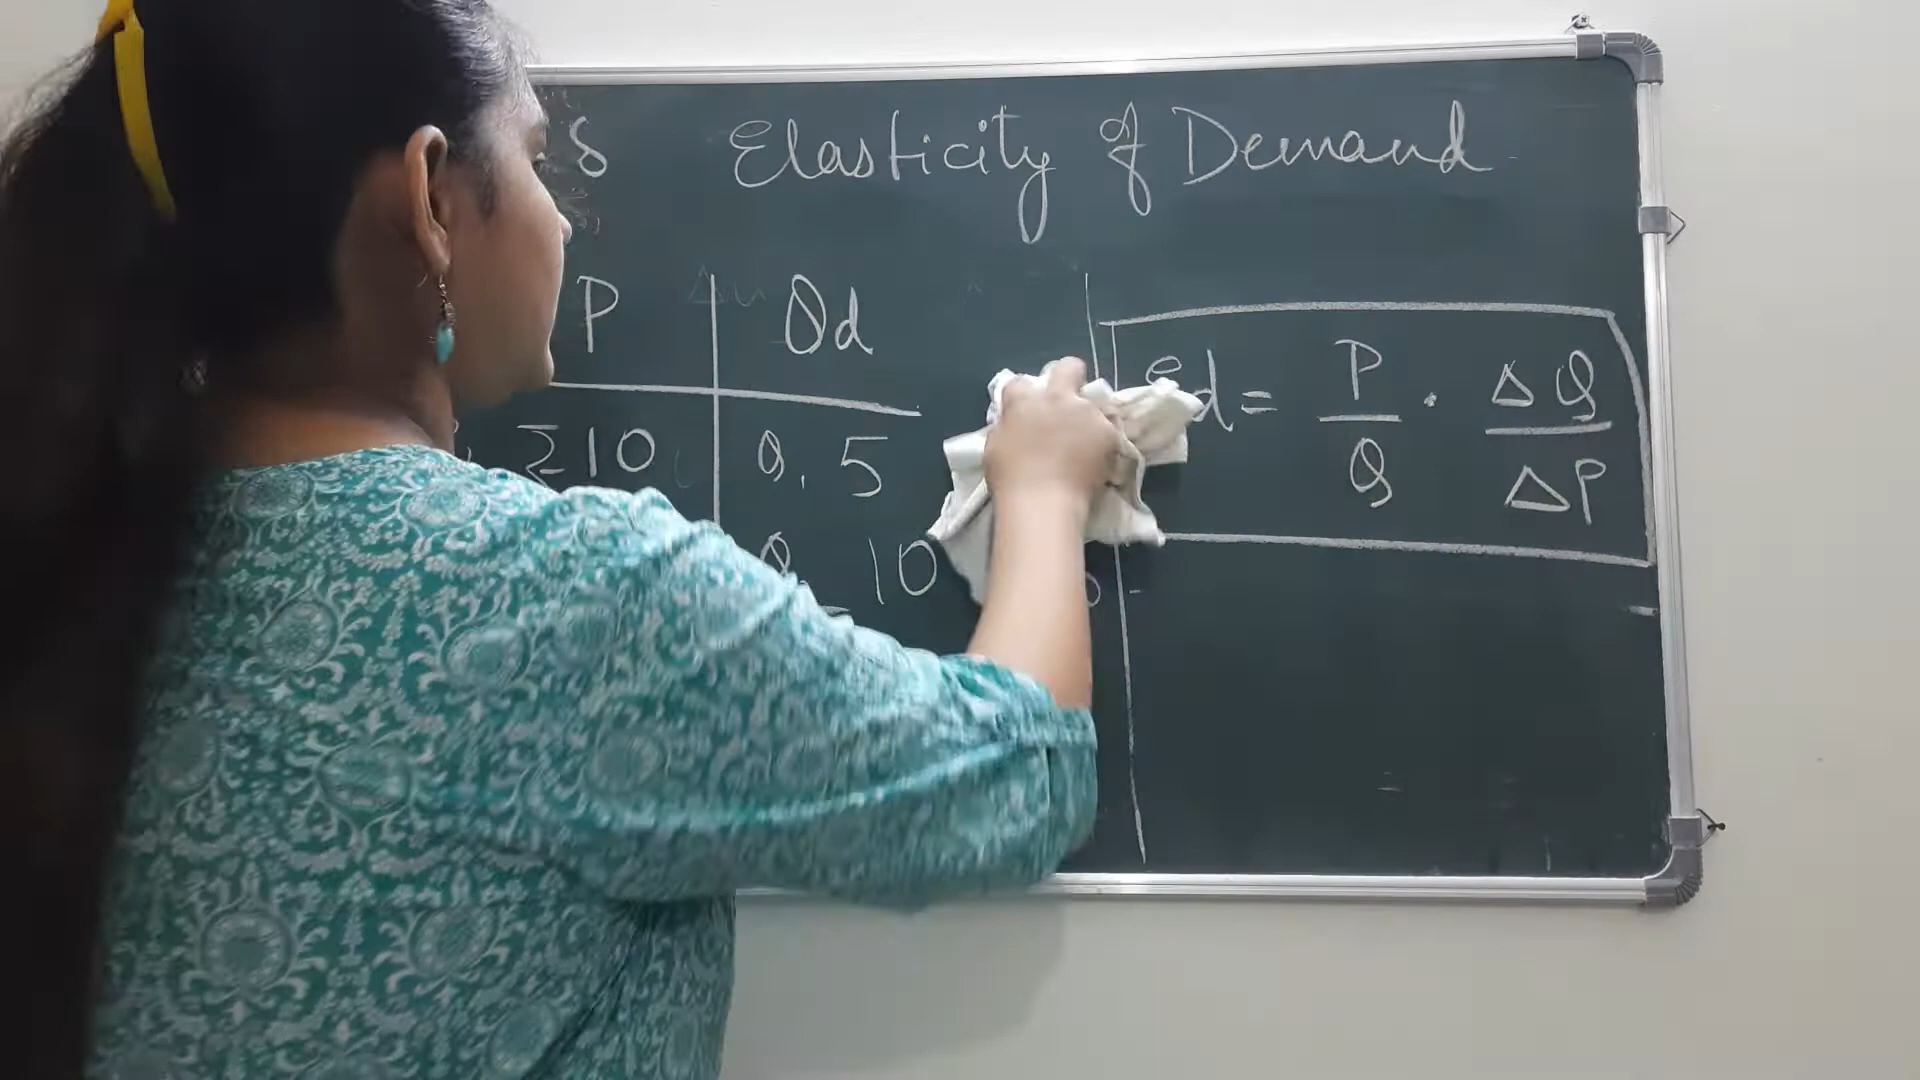 Elasticity of Demand
P Qd
10 Q. 5
ed = P/Q . ΔQ/ΔP
Q 10